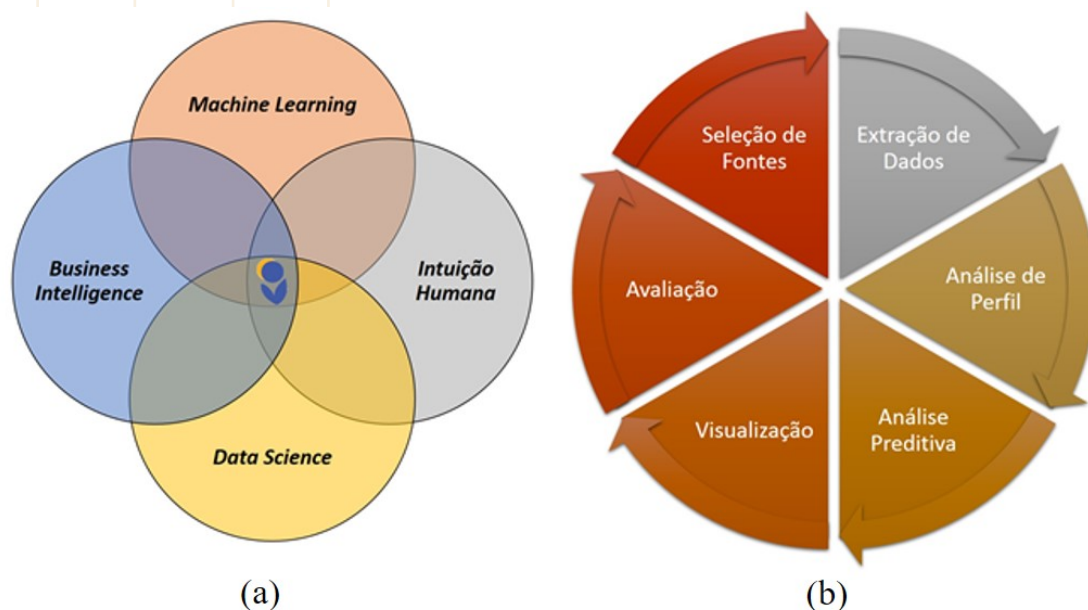 Machine Learning
Business
Intelligence
Intuição
Humana
Data Science
(a)
Seleção de
Fontes
Extração de
Dados
Análise de
Perfil
Análise
Preditiva
Visualização
Avaliação
(b)